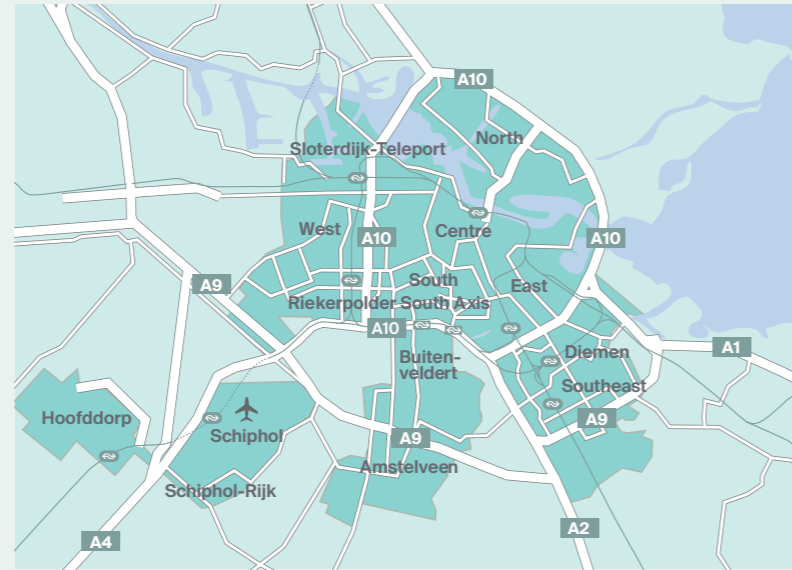 A10
North
Sloterdijk-Teleport
West
A10
Centre
A10
A9
South
East
Riekerpolder South Axis
A10
Buiten-
veldert
Diemen
A1
Southeast
Hoofddorp
Schiphol
A9
A9
Amstelveen
Schiphol-Rijk
A4
A2